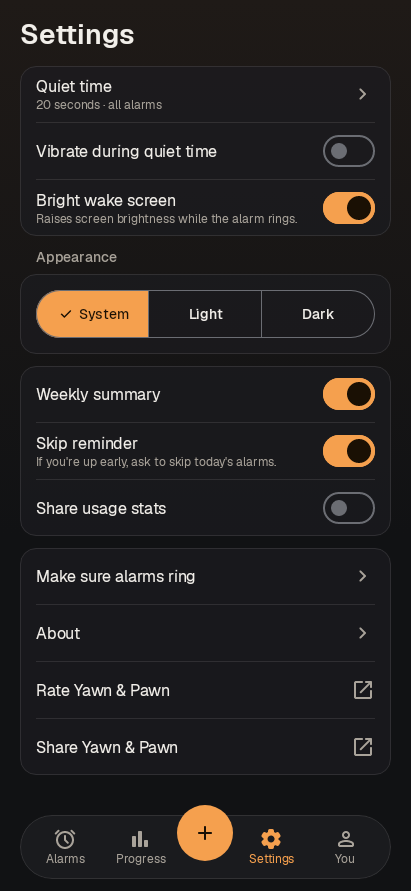 Settings
Quiet time
20 seconds · all alarms
Vibrate during quiet time
Bright wake screen
Raises screen brightness while the alarm rings.
Appearance
System
Light
Dark
Weekly summary
Skip reminder
If you're up early, ask to skip today's alarms.
Share usage stats
Make sure alarms ring
About
Rate Yawn & Pawn
Share Yawn & Pawn
Alarms
Progress
Settings
You